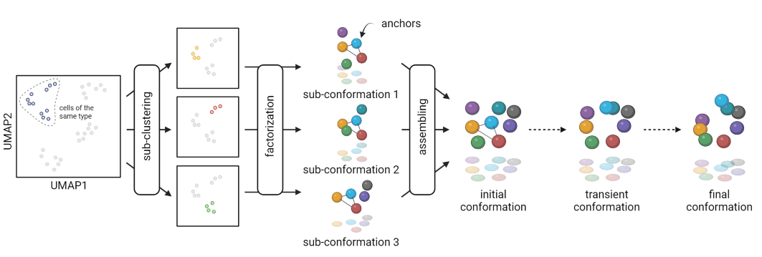 UMAP2
cells of the
same type
UMAP1
sub-clustering
factorization
anchors
sub-conformation 1
sub-conformation 2
sub-conformation 3
assembling
initial
conformation
transient
conformation
final
conformation